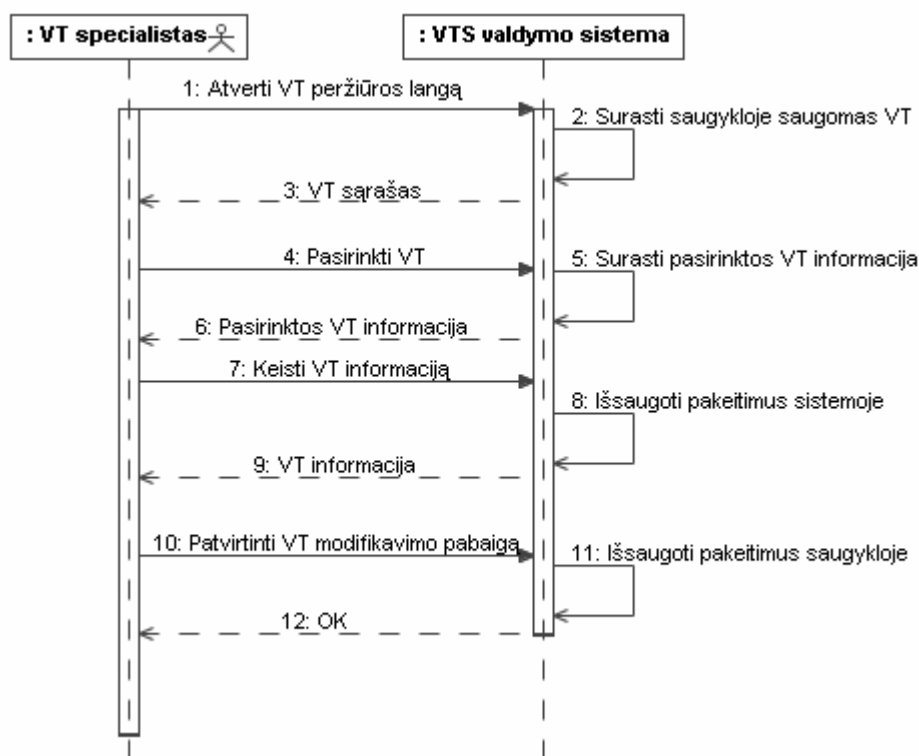 : VT specialistas
: VTS valdymo sistema
1: Atverti VT peržiūros langą
2: Surasti saugykloje saugomas VT
3: VT sąrašas
4: Pasirinkti VT
5: Surasti pasirinktos VT informacija
6: Pasirinktos VT informacija
7: Keisti VT informaciją
8: Išsaugoti pakeitimus sistemoje
9: VT informacija
10: Patvirtinti VT modifikavimo pabaigą
11: Išsaugoti pakeitimus saugykloje
12: OK